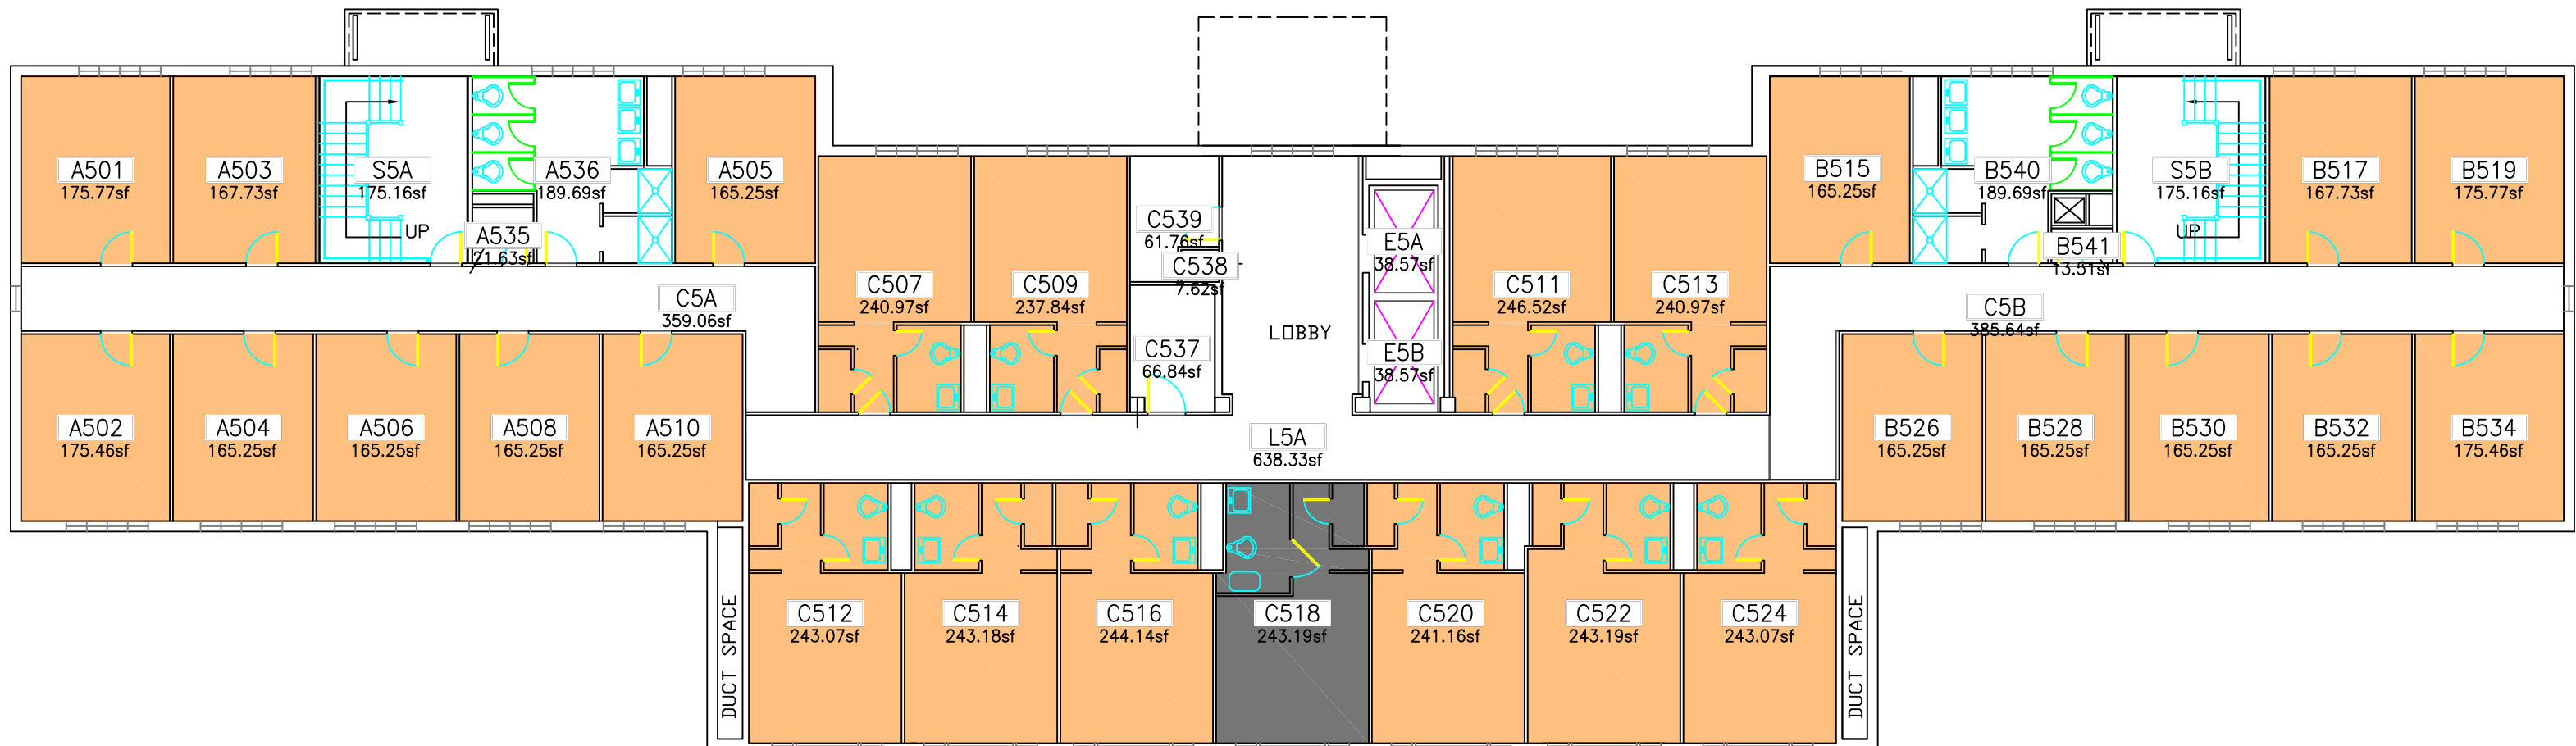 A501
175.77sf
A503
167.73sf
S5A
175.16sf
UP
A536
189.69sf
A535
21.63sf
A505
165.25sf
C5A
359.06sf
A502
175.46sf
A504
165.25sf
A506
165.25sf
A508
165.25sf
A510
165.25sf
C507
240.97sf
C509
237.84sf
C539
61.76sf
C538
7.62sf
C537
66.84sf
LOBBY
E5A
38.57sf
E5B
38.57sf
C511
246.52sf
C513
240.97sf
L5A
638.33sf
B515
165.25sf
B540
189.69sf
B541
13.51sf
S5B
175.16sf
UP
B517
167.73sf
B519
175.77sf
C5B
385.64sf
B526
165.25sf
B528
165.25sf
B530
165.25sf
B532
165.25sf
B534
175.46sf
DUCT SPACE
C512
243.07sf
C514
243.18sf
C516
244.14sf
C518
243.19sf
C520
241.16sf
C522
243.19sf
C524
243.07sf
DUCT SPACE